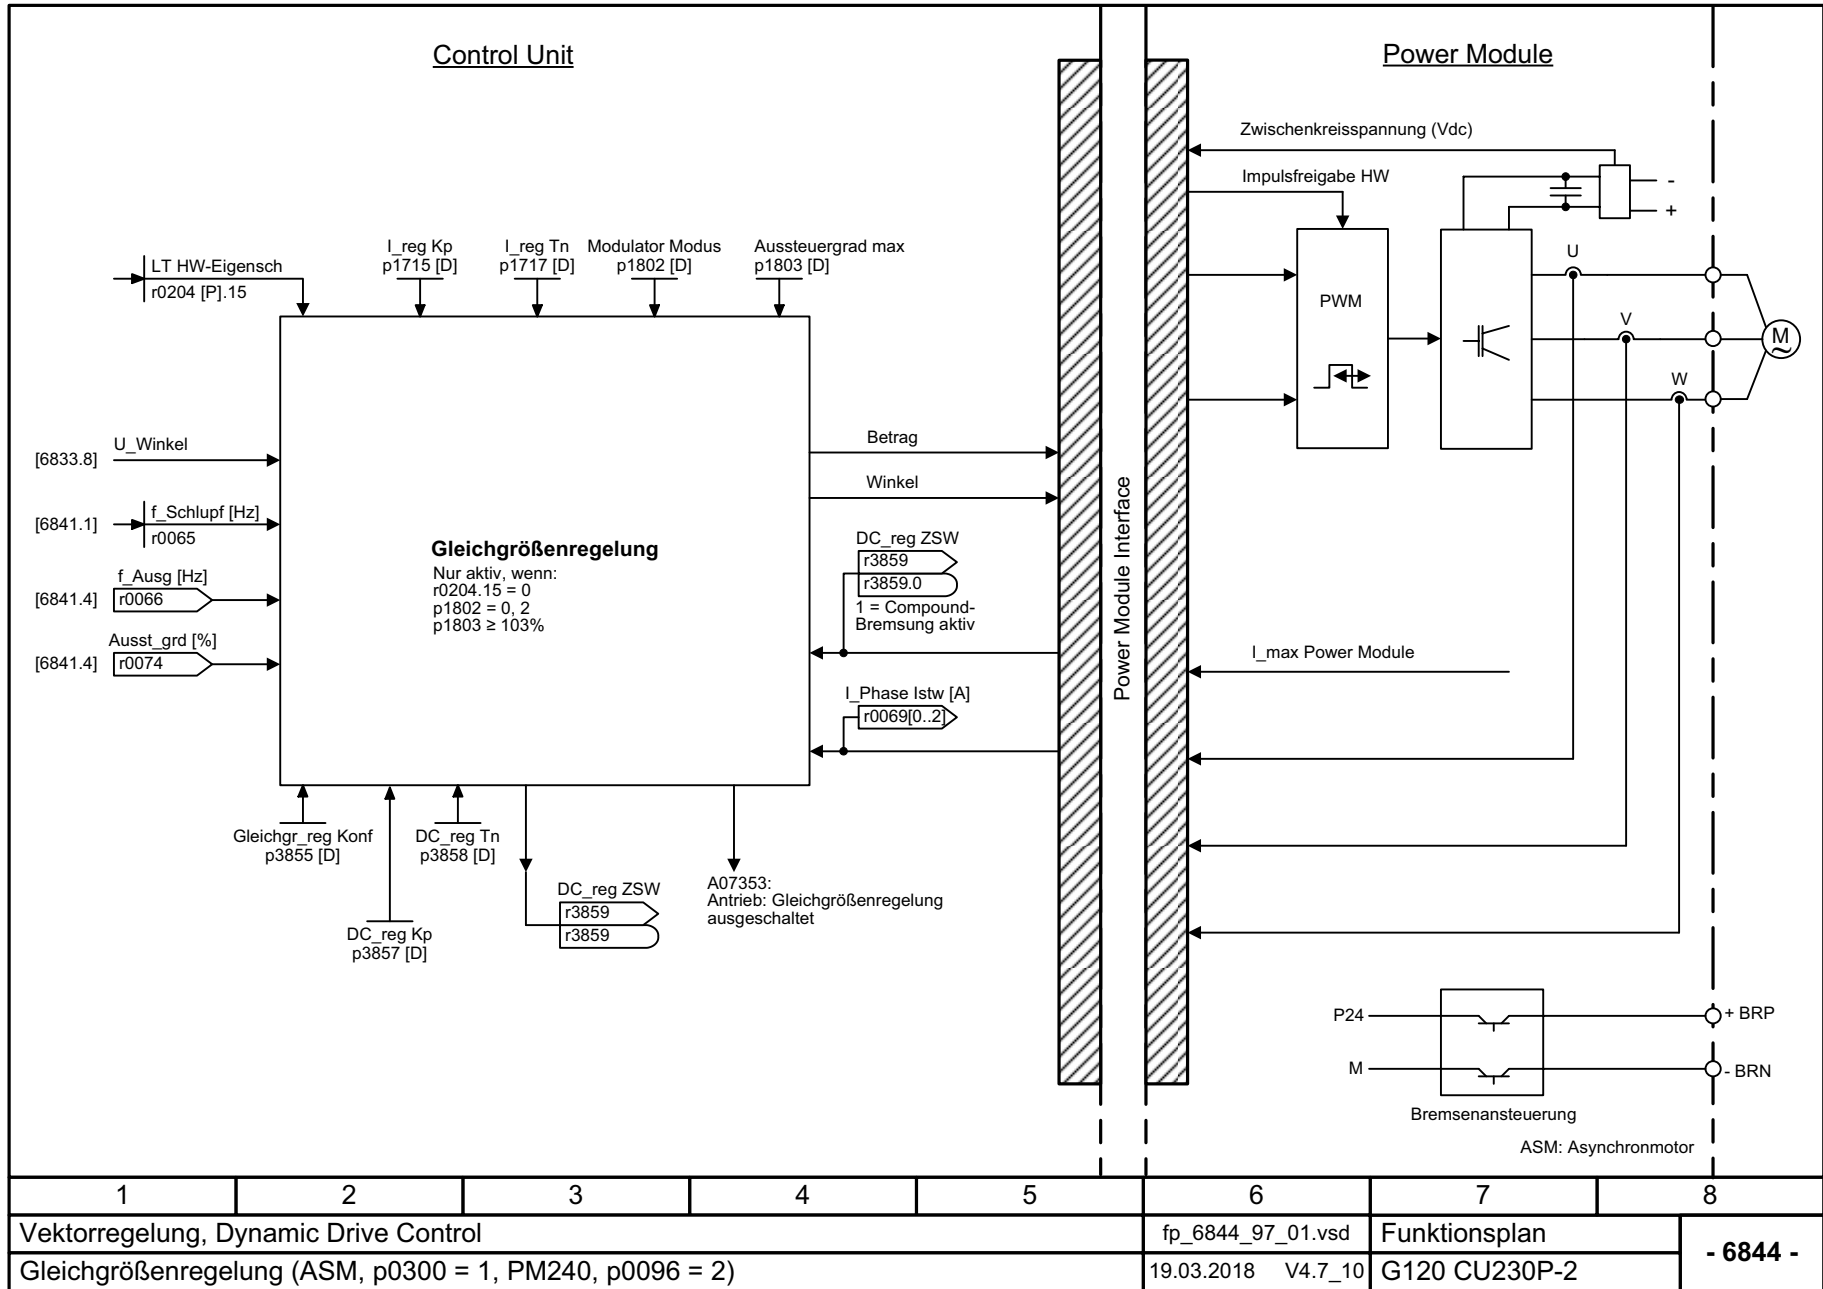 Control Unit
Power Module
Zwischenkreisspannung (Vdc)
Impulsfreigabe HW
-
+
LT HW-Eigensch
r0204 [P].15
I_reg Kp
p1715 [D]
I_reg Tn
p1717 [D]
Modulator Modus
p1802 [D]
Aussteuergrad max
p1803 [D]
U
V
W
PWM
M
~
[6833.8]
U_Winkel
[6841.1]
f_Schlupf [Hz]
r0065
[6841.4]
f_Ausg [Hz]
r0066
[6841.4]
Ausst_grd [%]
r0074
Gleichgrößenregelung
Nur aktiv, wenn:
r0204.15 = 0
p1802 = 0, 2
p1803 ≥ 103%
Betrag
Winkel
DC_reg ZSW
r3859
r3859.0
1 = Compound-
Bremsung aktiv
I_Phase Istw [A]
r0069[0..2]
Power Module Interface
I_max Power Module
Gleichgr_reg Konf
p3855 [D]
DC_reg Kp
p3857 [D]
DC_reg Tn
p3858 [D]
DC_reg ZSW
r3859
r3859
A07353:
Antrieb: Gleichgrößenregelung
ausgeschaltet
P24
+ BRP
M
- BRN
Bremsenansteuerung
ASM: Asynchronmotor
1 2 3 4 5 6 7 8
Vektorregelung, Dynamic Drive Control
fp_6844_97_01.vsd
Funktionsplan
- 6844 -
Gleichgrößenregelung (ASM, p0300 = 1, PM240, p0096 = 2)
19.03.2018 V4.7_10
G120 CU230P-2